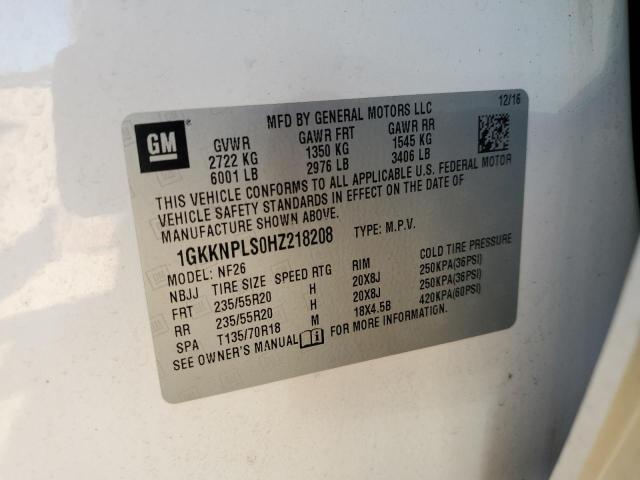 MFD BY GENERAL MOTORS LLC 12/16
GM
GVWR GAWR FRT GAWR RR
2722 KG 1350 KG 1545 KG
6001 LB 2976 LB 3406 LB
THIS VEHICLE CONFORMS TO ALL APPLICABLE U.S. FEDERAL MOTOR
VEHICLE SAFETY STANDARDS IN EFFECT ON THE DATE OF
MANUFACTURE SHOWN ABOVE.
1GKKNPLS0HZ218208 TYPE: M.P.V.
MODEL: NF26
NBJJ TIRE SIZE SPEED RTG RIM COLD TIRE PRESSURE
FRT 235/55R20 H 20X8J 250KPA(36PSI)
RR 235/55R20 H 20X8J 250KPA(36PSI)
SPA T135/70R18 M 18X4.5B 420KPA(60PSI)
SEE OWNER'S MANUAL FOR MORE INFORMATION.